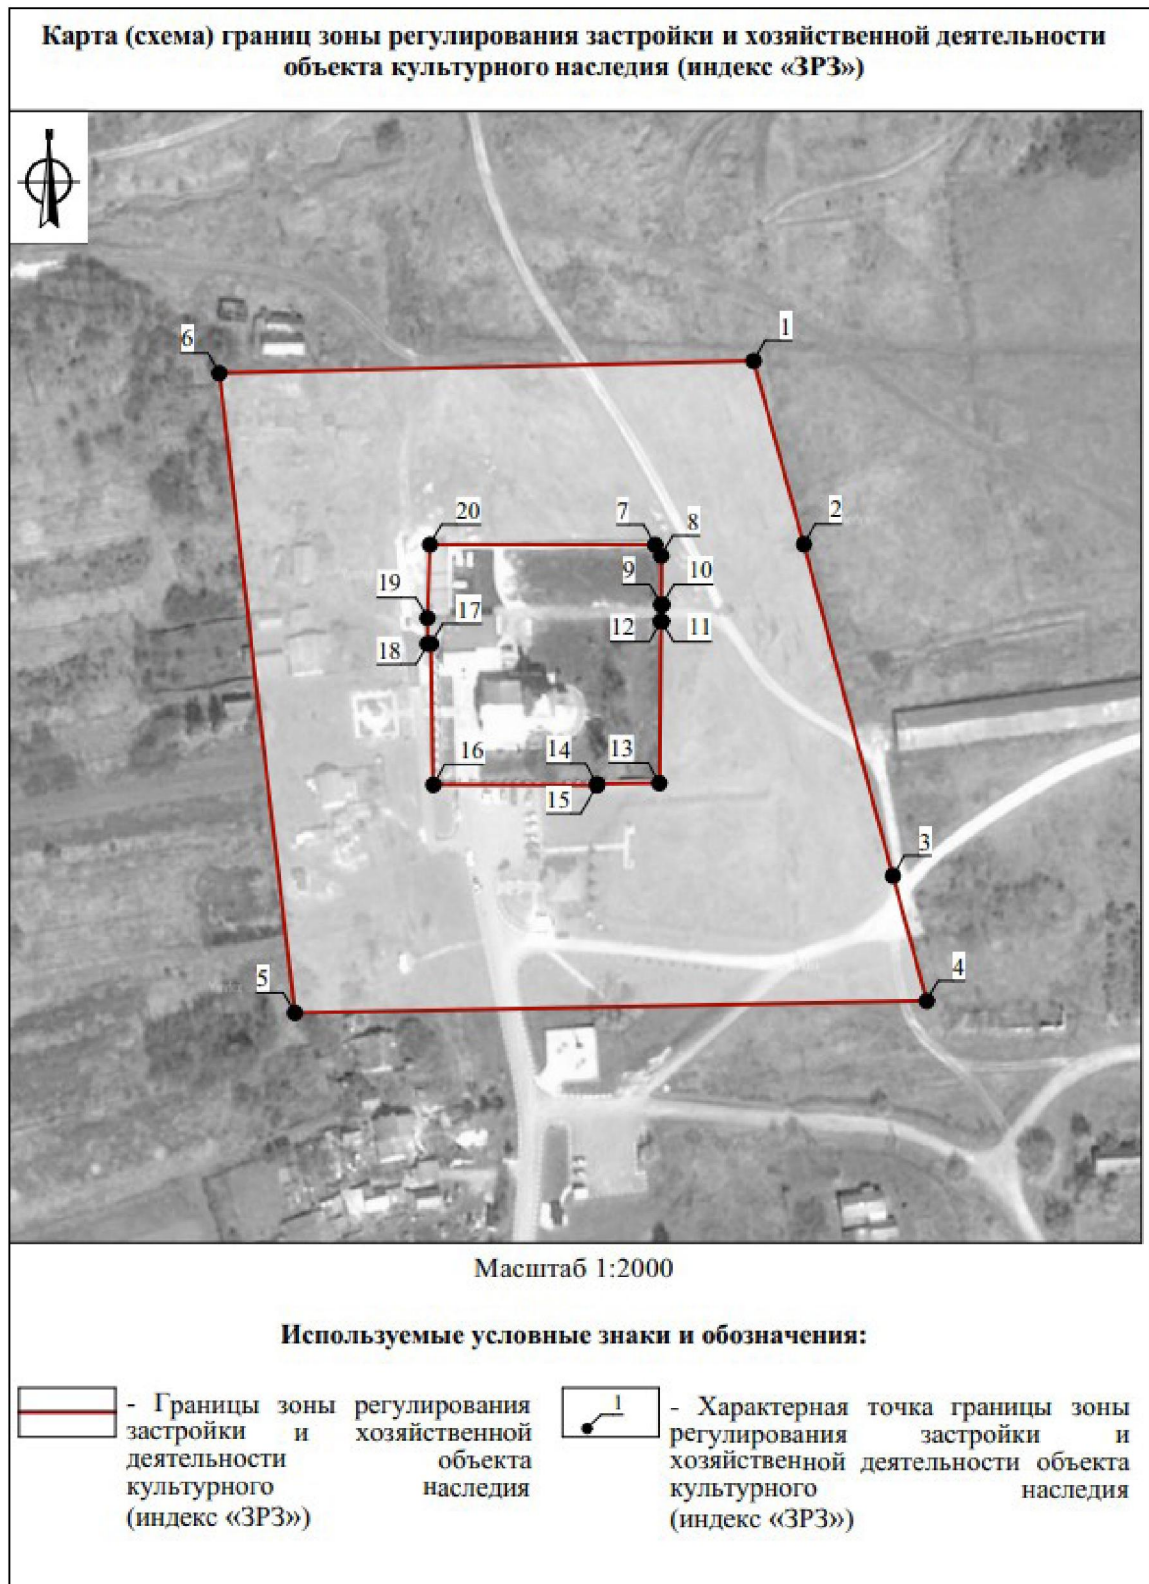 Карта (схема) границ зоны регулирования застройки и хозяйственной деятельности
объекта культурного наследия (индекс «ЗРЗ»)
6
1
2
20
7
8
19
17
9
10
18
12
11
16
14
13
15
3
5
4
Масштаб 1:2000
Используемые условные знаки и обозначения:
- Границы зоны регулирования
застройки и хозяйственной
деятельности объекта
культурного наследия
(индекс «ЗРЗ»)
1
- Характерная точка границы зоны
регулирования застройки и
хозяйственной деятельности объекта
культурного наследия
(индекс «ЗРЗ»)